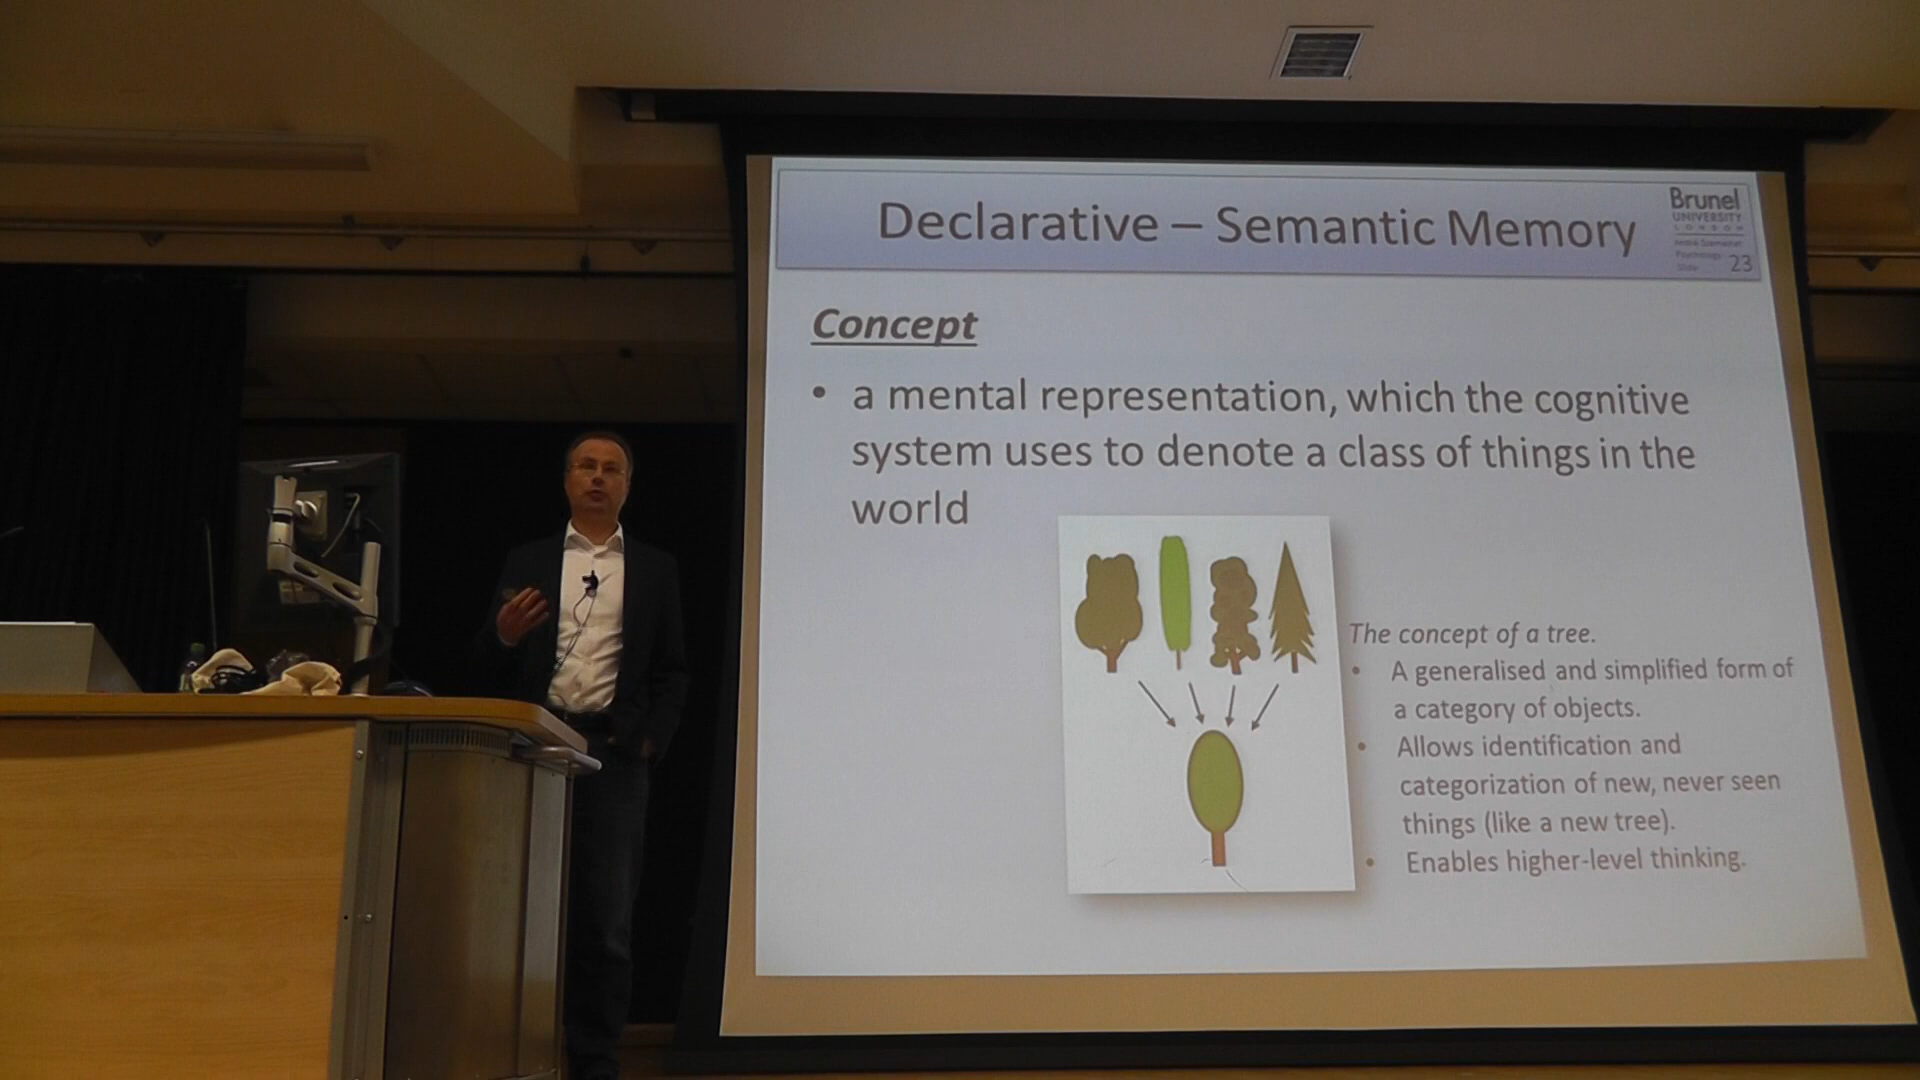 Declarative – Semantic Memory
Brunel
UNIVERSITY
LONDON
Psychology
Slide 23
Concept
• a mental representation, which the cognitive
system uses to denote a class of things in the
world
The concept of a tree.
• A generalised and simplified form of
a category of objects.
• Allows identification and
categorization of new, never seen
things (like a new tree).
• Enables higher-level thinking.